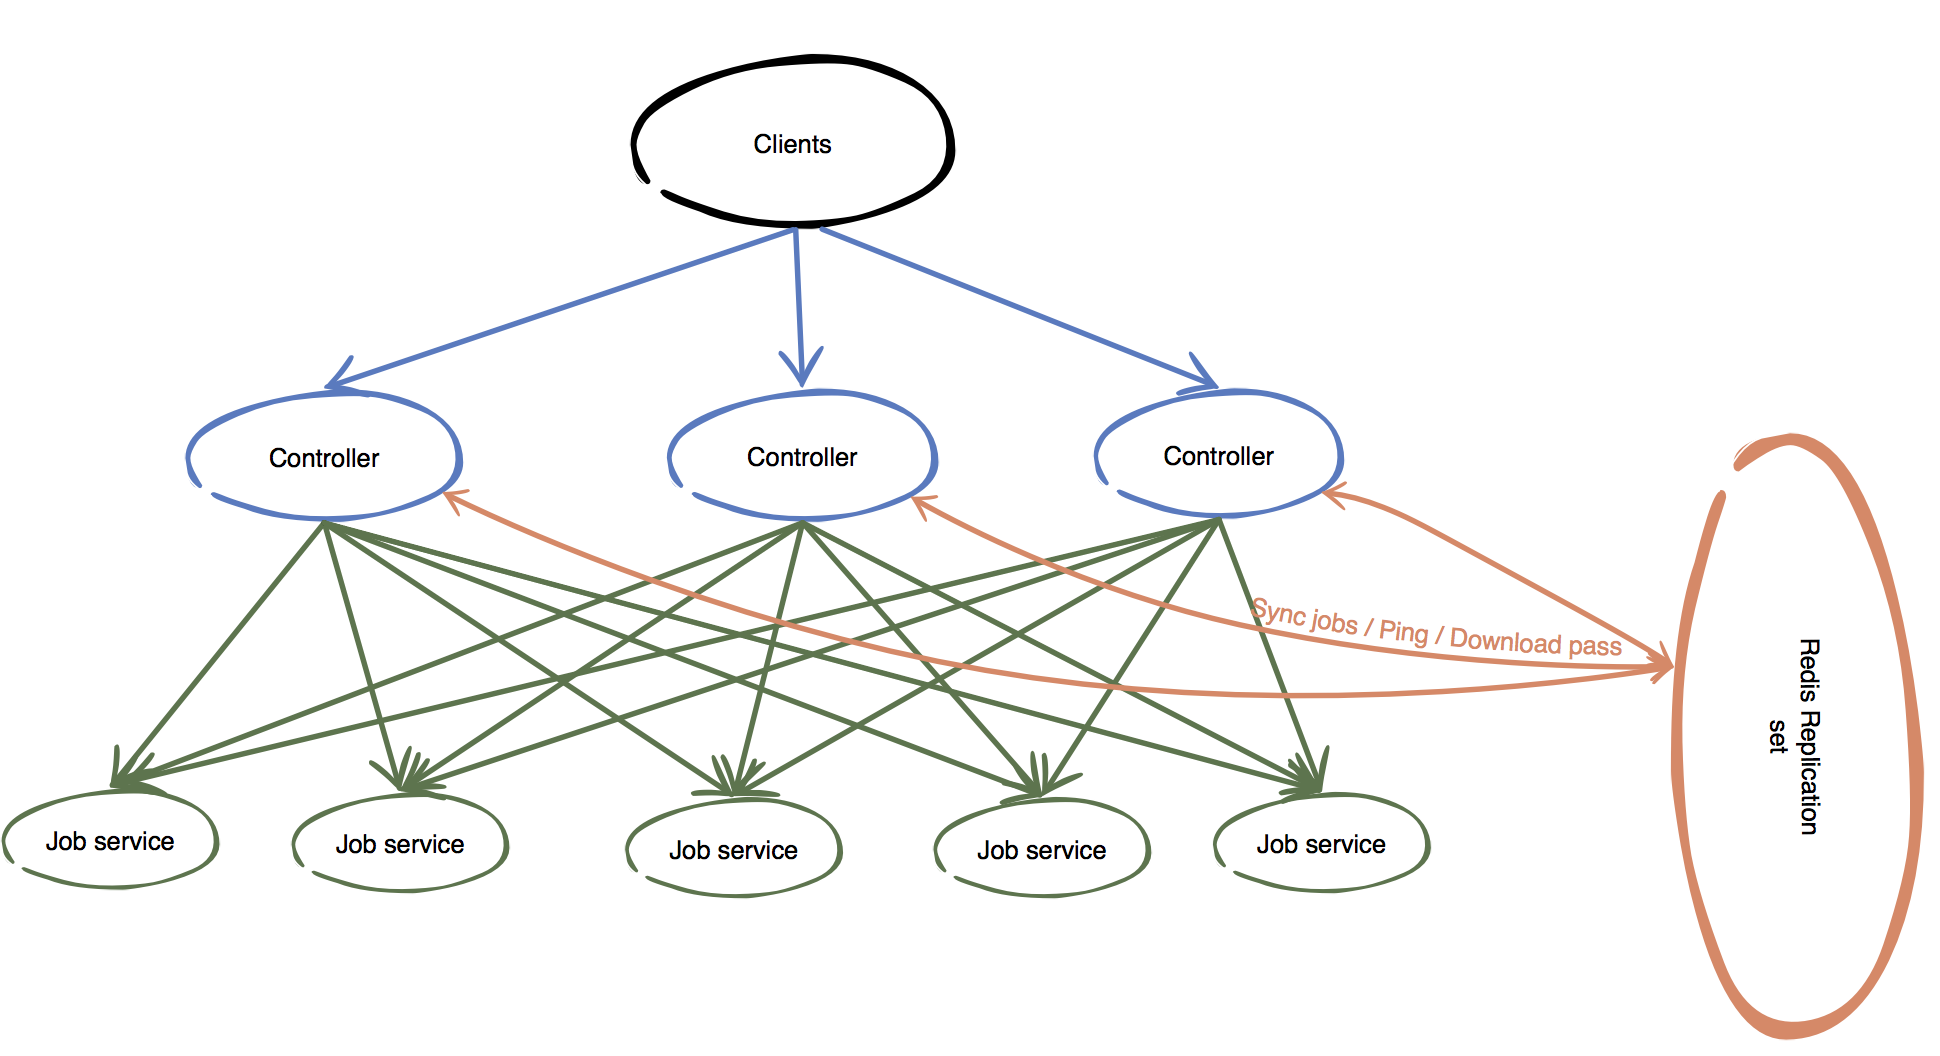 Clients
Controller
Controller
Controller
Sync jobs / Ping / Download pass
Redis Replication
set
Job service
Job service
Job service
Job service
Job service